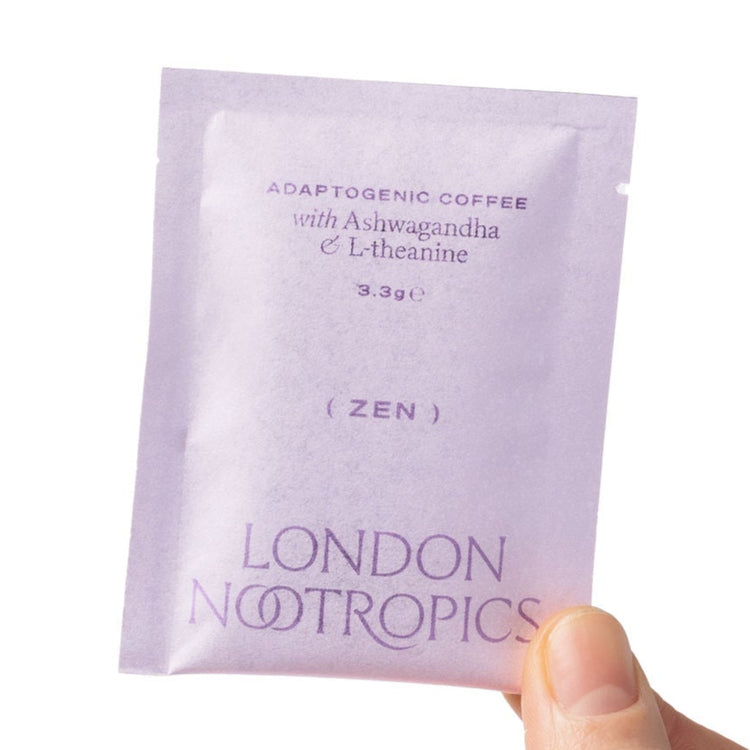 ADAPTOGENIC COFFEE
with Ashwagandha
& L-theanine
3.3g℮
( ZEN )
LONDON
NOOTROPICS